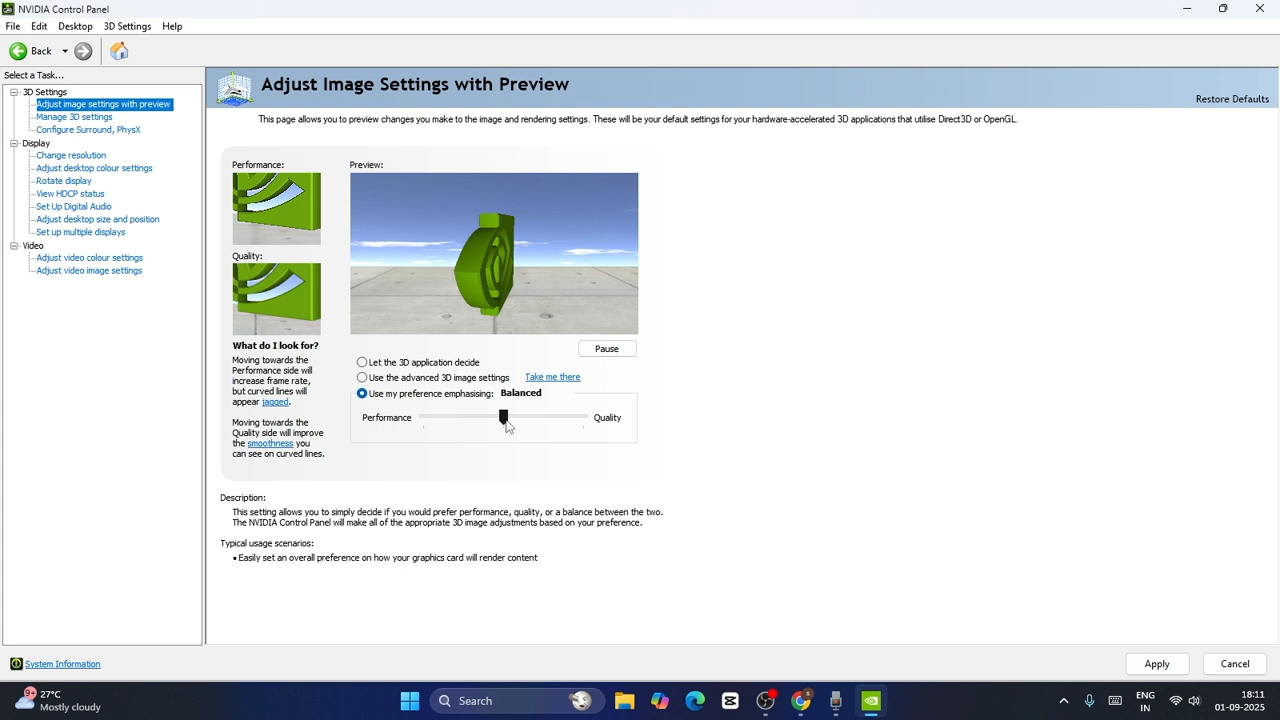 NVIDIA Control Panel
File Edit Desktop 3D Settings Help
Back
Select a Task...
3D Settings
Adjust image settings with preview
Manage 3D settings
Configure Surround, PhysX
Display
Change resolution
Adjust desktop colour settings
Rotate display
View HDCP status
Set Up Digital Audio
Adjust desktop size and position
Set up multiple displays
Video
Adjust video colour settings
Adjust video image settings
System Information
Adjust Image Settings with Preview
Restore Defaults
This page allows you to preview changes you make to the image and rendering settings. These will be your default settings for your hardware-accelerated 3D applications that utilise Direct3D or OpenGL.
Performance:
Quality:
What do I look for?
Moving towards the
Performance side will
increase frame rate,
but curved lines will
appear jagged.
Moving towards the
Quality side will improve
the smoothness you
can see on curved lines.
Preview:
Pause
Let the 3D application decide
Use the advanced 3D image settings Take me there
Use my preference emphasising: Balanced
Performance Quality
Description:
This setting allows you to simply decide if you would prefer performance, quality, or a balance between the two.
The NVIDIA Control Panel will make all of the appropriate 3D image adjustments based on your preference.
Typical usage scenarios:
• Easily set an overall preference on how your graphics card will render content
Apply Cancel
27°C
Mostly cloudy
Search
ENG
IN
18:11
01-09-2025